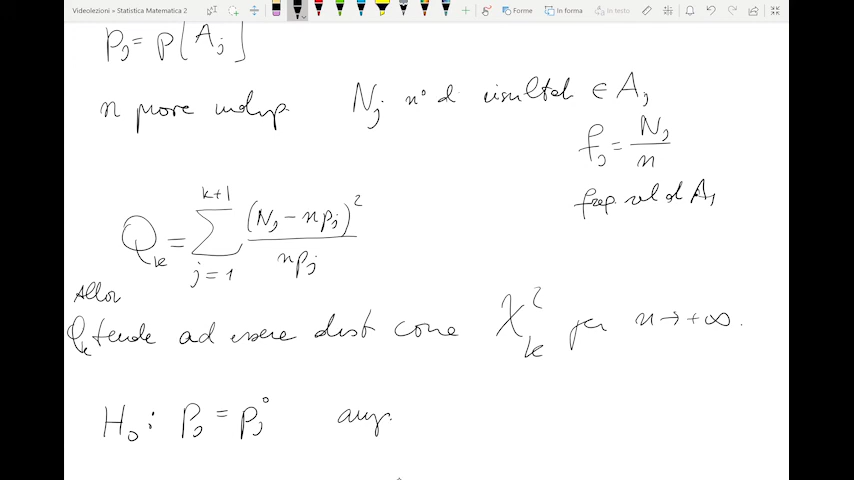 Videolezioni » Statistica Matematica 2
Forme
In forma
In testo
p_j = P(A_j)
n prove indip. N_j n° di risultati ∈ A_j
f_j = N_j / n
freq rel di A_j
Q_k = \sum_{j=1}^{k+1} (N_j - np_j)^2 / np_j
Allora
Q_k tende ad essere dist come χ^2_k per n → +∞.
H_0 : p_j = p_j^0